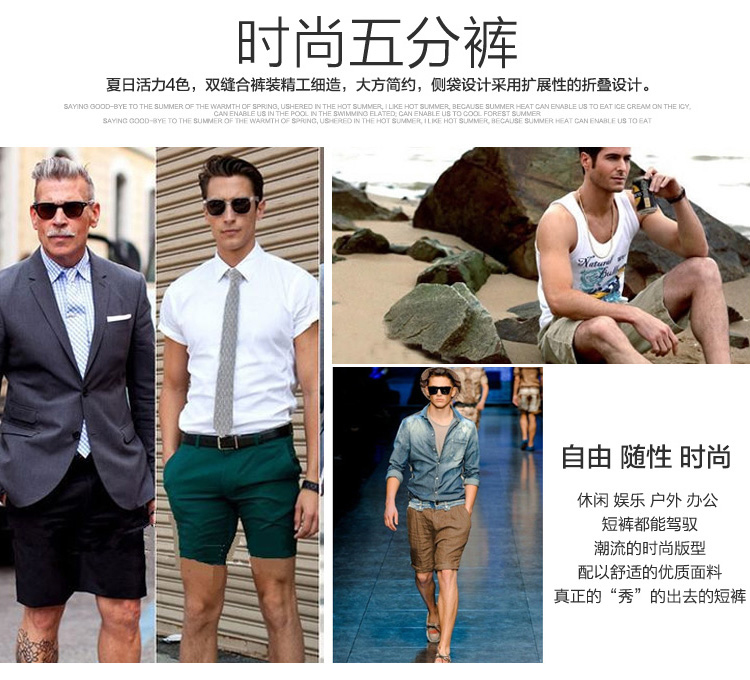 时尚五分裤
夏日活力4色，双缝合裤装精工细造，大方简约，侧袋设计采用扩展性的折叠设计。
SAYING GOOD-BYE TO THE SUMMER OF THE WARMTH OF SPRING, USHERED IN THE HOT SUMMER, I LIKE HOT SUMMER, BECAUSE SUMMER HEAT CAN ENABLE US TO EAT ICE CREAM ON THE ICY,
CAN ENABLE US IN THE POOL IN THE SWIMMING ELATED; CAN ENABLE US TO COOL FOREST SUMMER
SAYING GOOD-BYE TO THE SUMMER OF THE WARMTH OF SPRING, USHERED IN THE HOT SUMMER, I LIKE HOT SUMMER, BECAUSE SUMMER HEAT CAN ENABLE US TO EAT
Natural
自由 随性 时尚
休闲 娱乐 户外 办公
短裤都能驾驭
潮流的时尚版型
配以舒适的优质面料
真正的“秀”的出去的短裤